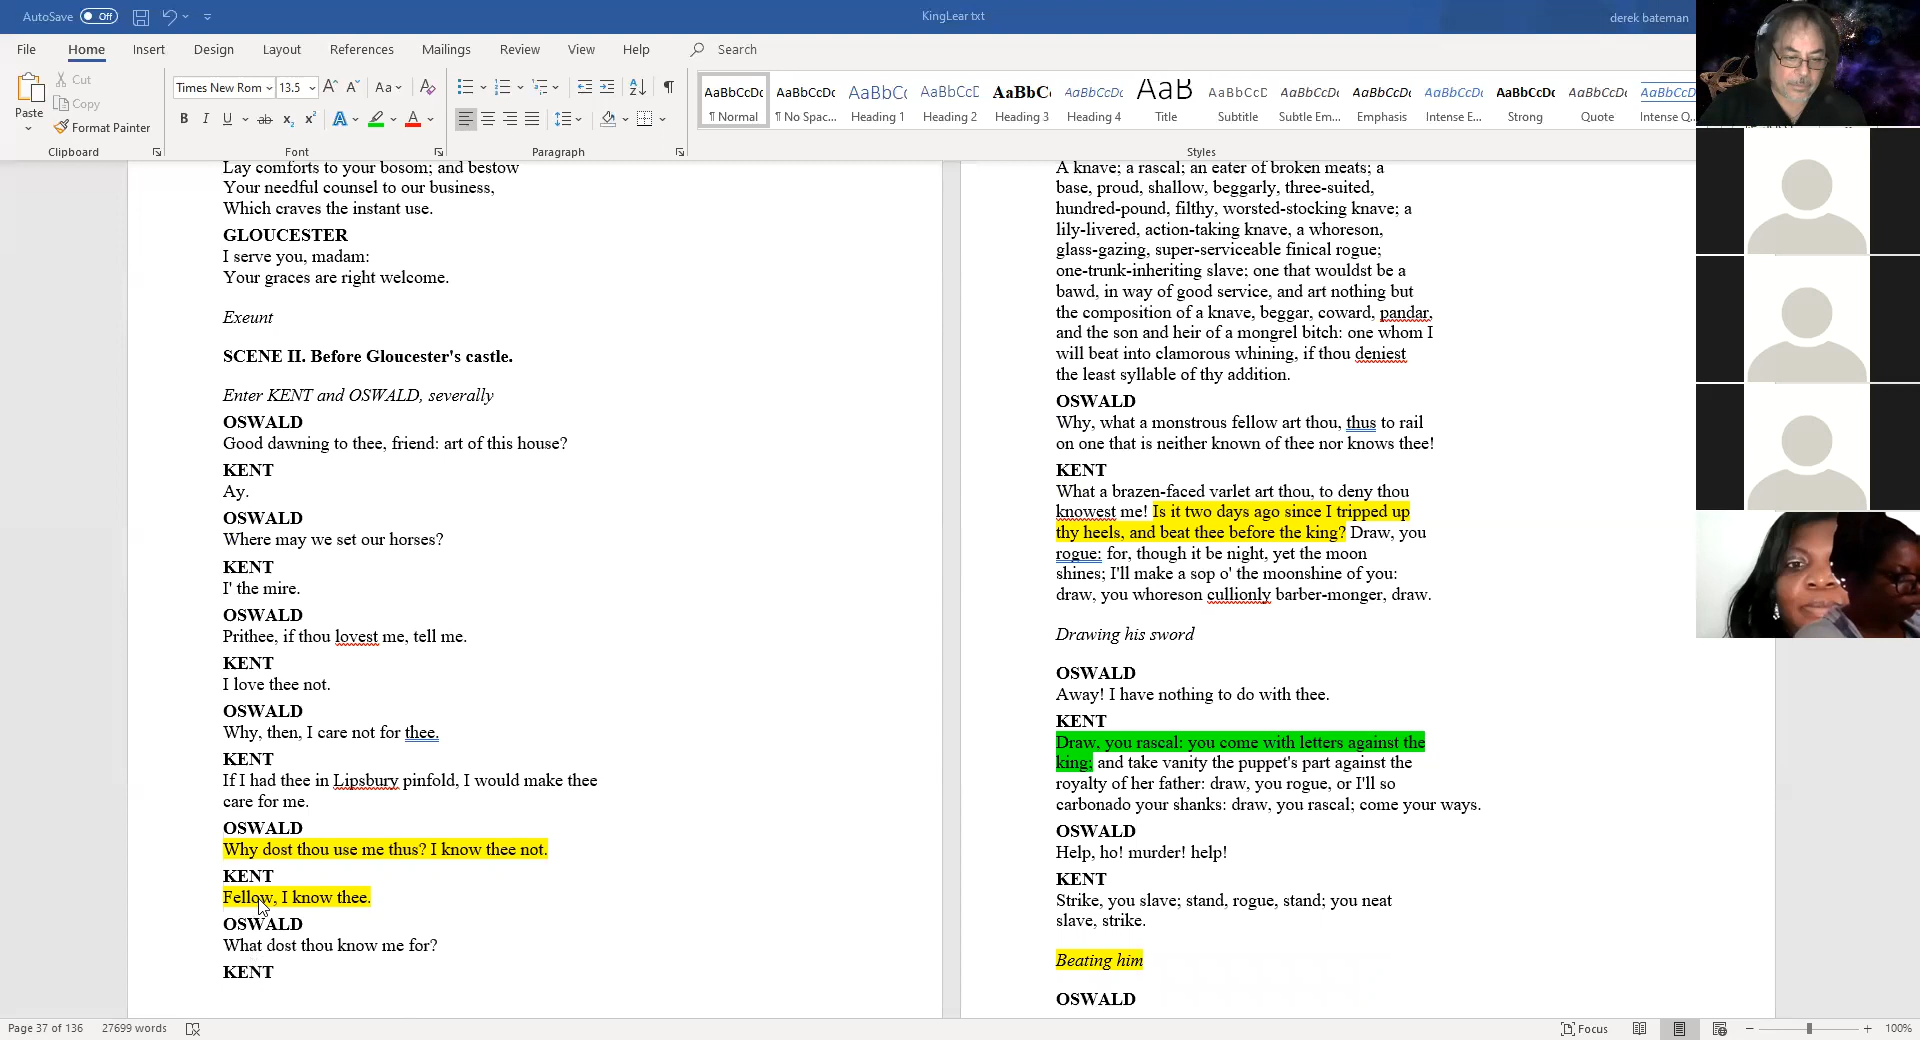 AutoSave Off
KingLear txt
derek bateman
File Home Insert Design Layout References Mailings Review View Help Search
Paste
Cut
Copy
Format Painter
Clipboard
Times New Rom 13.5
Font
Paragraph
AaBbCcDc AaBbCcDc AaBbCc AaBbCcD AaBbC AaBbCcDc AaB AaBbCcD AaBbCcDc AaBbCcDc AaBbCcDc AaBbCcDc AaBbCcDc AaBbCcDc
¶ Normal ¶ No Spac... Heading 1 Heading 2 Heading 3 Heading 4 Title Subtitle Subtle Em... Emphasis Intense E... Strong Quote Intense Q...
Styles
Lay comforts to your bosom; and bestow
Your needful counsel to our business,
Which craves the instant use.
GLOUCESTER
I serve you, madam:
Your graces are right welcome.
Exeunt
SCENE II. Before Gloucester's castle.
Enter KENT and OSWALD, severally
OSWALD
Good dawning to thee, friend: art of this house?
KENT
Ay.
OSWALD
Where may we set our horses?
KENT
I' the mire.
OSWALD
Prithee, if thou lovest me, tell me.
KENT
I love thee not.
OSWALD
Why, then, I care not for thee.
KENT
If I had thee in Lipsbury pinfold, I would make thee
care for me.
OSWALD
Why dost thou use me thus? I know thee not.
KENT
Fellow, I know thee.
OSWALD
What dost thou know me for?
KENT
A knave; a rascal; an eater of broken meats; a
base, proud, shallow, beggarly, three-suited,
hundred-pound, filthy, worsted-stocking knave; a
lily-livered, action-taking knave, a whoreson,
glass-gazing, super-serviceable finical rogue;
one-trunk-inheriting slave; one that wouldst be a
bawd, in way of good service, and art nothing but
the composition of a knave, beggar, coward, pandar,
and the son and heir of a mongrel bitch: one whom I
will beat into clamorous whining, if thou deniest
the least syllable of thy addition.
OSWALD
Why, what a monstrous fellow art thou, thus to rail
on one that is neither known of thee nor knows thee!
KENT
What a brazen-faced varlet art thou, to deny thou
knowest me! Is it two days ago since I tripped up
thy heels, and beat thee before the king? Draw, you
rogue: for, though it be night, yet the moon
shines; I'll make a sop o' the moonshine of you:
draw, you whoreson cullionly barber-monger, draw.
Drawing his sword
OSWALD
Away! I have nothing to do with thee.
KENT
Draw, you rascal: you come with letters against the
king; and take vanity the puppet's part against the
royalty of her father: draw, you rogue, or I'll so
carbonado your shanks: draw, you rascal; come your ways.
OSWALD
Help, ho! murder! help!
KENT
Strike, you slave; stand, rogue, stand; you neat
slave, strike.
Beating him
OSWALD
Page 37 of 136 27699 words
Focus
100%